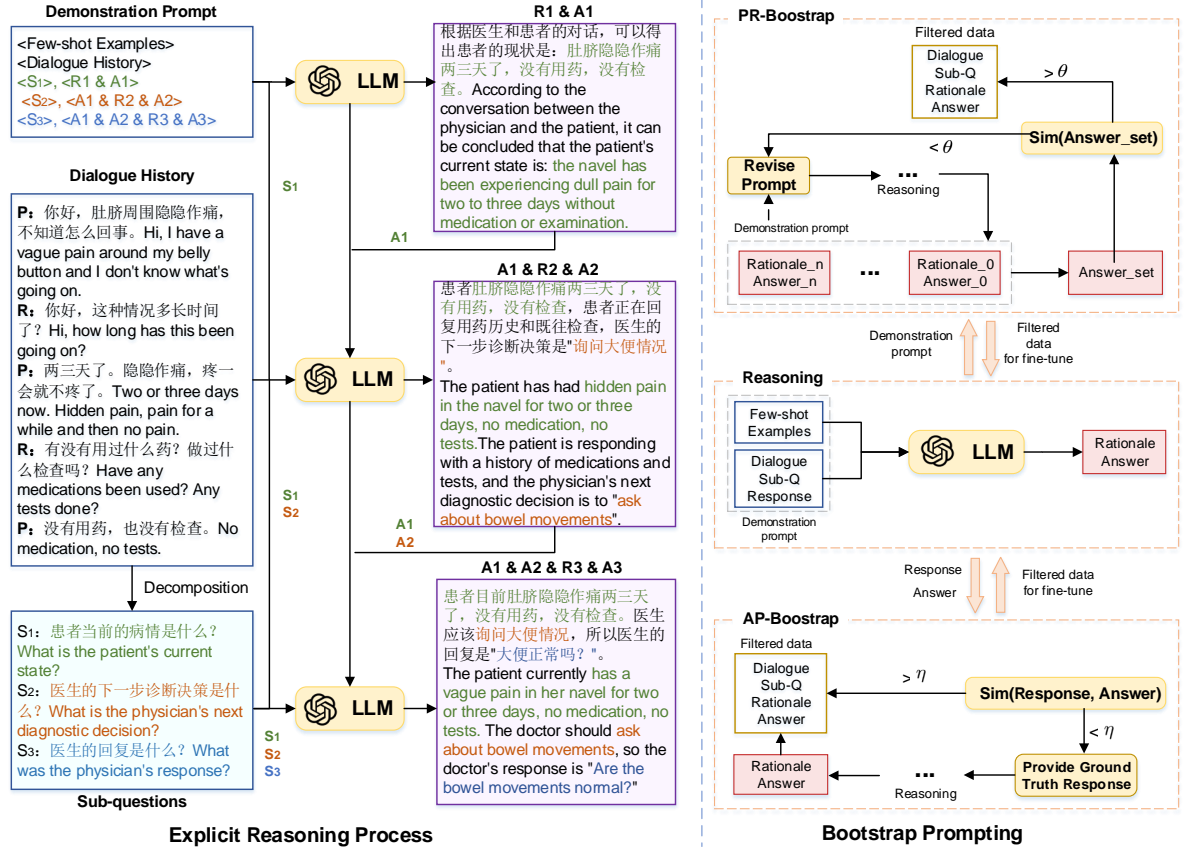 Demonstration Prompt
<Few-shot Examples>
<Dialogue History>
<S1>, <R1 & A1>
<S2>, <A1 & R2 & A2>
<S3>, <A1 & A2 & R3 & A3>
Dialogue History
P: 你好，肚脐周围隐隐作痛，
不知道怎么回事。Hi, I have a
vague pain around my belly
button and I don't know what's
going on.
R: 你好，这种情况多长时间
了？Hi, how long has this been
going on?
P: 两三天了。隐隐作痛，疼一
会就不疼了。Two or three days
now. Hidden pain, pain for a
while and then no pain.
R: 有没有用过什么药？做过什
么检查吗？Have any
medications been used? Any
tests done?
P: 没有用药，也没有检查。No
medication, no tests.
Decomposition
S1：患者当前的病情是什么？
What is the patient's current
state?
S2：医生的下一步诊断决策是什
么？What is the physician's next
diagnostic decision?
S3：医生的回复是什么？What
was the physician's response?
Sub-questions
LLM
S1
A1
LLM
S1
S2
A1
A2
LLM
S1
S2
S3
R1 & A1
根据医生和患者的对话，可以得
出患者的现状是：肚脐隐隐作痛
两三天了，没有用药，没有检
查。According to the
conversation between the
physician and the patient, it can
be concluded that the patient's
current state is: the navel has
been experiencing dull pain for
two to three days without
medication or examination.
A1 & R2 & A2
患者肚脐隐隐作痛两三天了，没
有用药，没有检查，患者正在回
复用药历史和既往检查，医生的
下一步诊断决策是"询问大便情况
"。
The patient has had hidden pain
in the navel for two or three
days, no medication, no
tests.The patient is responding
with a history of medications and
tests, and the physician's next
diagnostic decision is to "ask
about bowel movements".
A1 & A2 & R3 & A3
患者目前肚脐隐隐作痛两三天
了，没有用药，没有检查。医生
应该询问大便情况，所以医生的
回复是"大便正常吗？"。
The patient currently has a
vague pain in her navel for two
or three days, no medication, no
tests. The doctor should ask
about bowel movements, so the
doctor's response is "Are the
bowel movements normal?"
Explicit Reasoning Process
PR-Boostrap
Filtered data
Dialogue
Sub-Q
Rationale
Answer
> θ
Sim(Answer_set)
< θ
Revise
Prompt
...
Reasoning
Demonstration prompt
Rationale_n
Answer_n
...
Rationale_0
Answer_0
Answer_set
Demonstration
prompt
Filtered
data
for fine-tune
Reasoning
Few-shot
Examples
Dialogue
Sub-Q
Response
Demonstration
prompt
LLM
Rationale
Answer
Response
Answer
Filtered data
for fine-tune
AP-Boostrap
Filtered data
Dialogue
Sub-Q
Rationale
Answer
> η
Sim(Response, Answer)
< η
Rationale
Answer
...
Reasoning
Provide Ground
Truth Response
Bootstrap Prompting